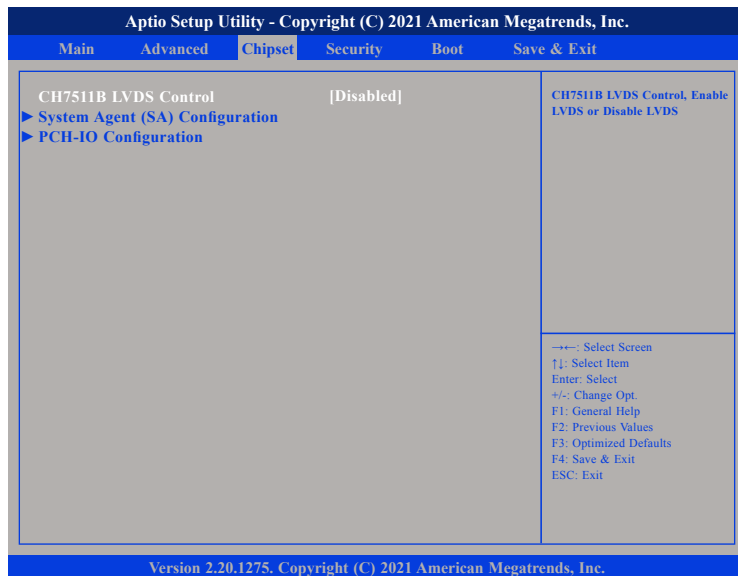 Aptio Setup Utility - Copyright (C) 2021 American Megatrends, Inc.
Main Advanced Chipset Security Boot Save & Exit
CH7511B LVDS Control [Disabled]
► System Agent (SA) Configuration
► PCH-IO Configuration
CH7511B LVDS Control, Enable
LVDS or Disable LVDS
→←: Select Screen
↑↓: Select Item
Enter: Select
+/-: Change Opt.
F1: General Help
F2: Previous Values
F3: Optimized Defaults
F4: Save & Exit
ESC: Exit
Version 2.20.1275. Copyright (C) 2021 American Megatrends, Inc.